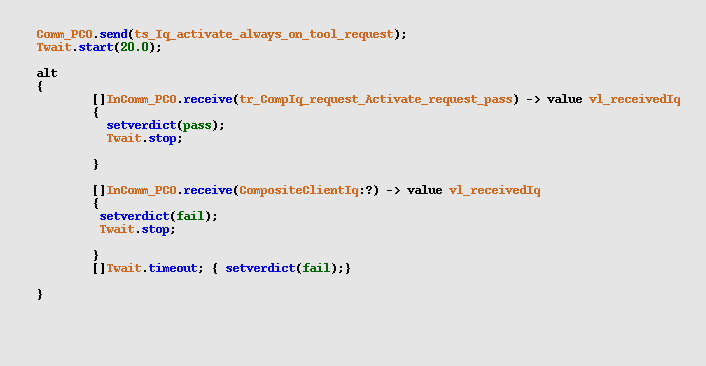 Comm_PCO.send(ts_Iq_activate_always_on_tool_request);
Twait.start(20.0);
alt
{
[]InComm_PCO.receive(tr_CompIq_request_Activate_request_pass) -> value vl_receivedIq
{
setverdict(pass);
Twait.stop;
}
[]InComm_PCO.receive(CompositeClientIq:?) -> value vl_receivedIq
{
setverdict(fail);
Twait.stop;
}
[]Twait.timeout; { setverdict(fail);}
}